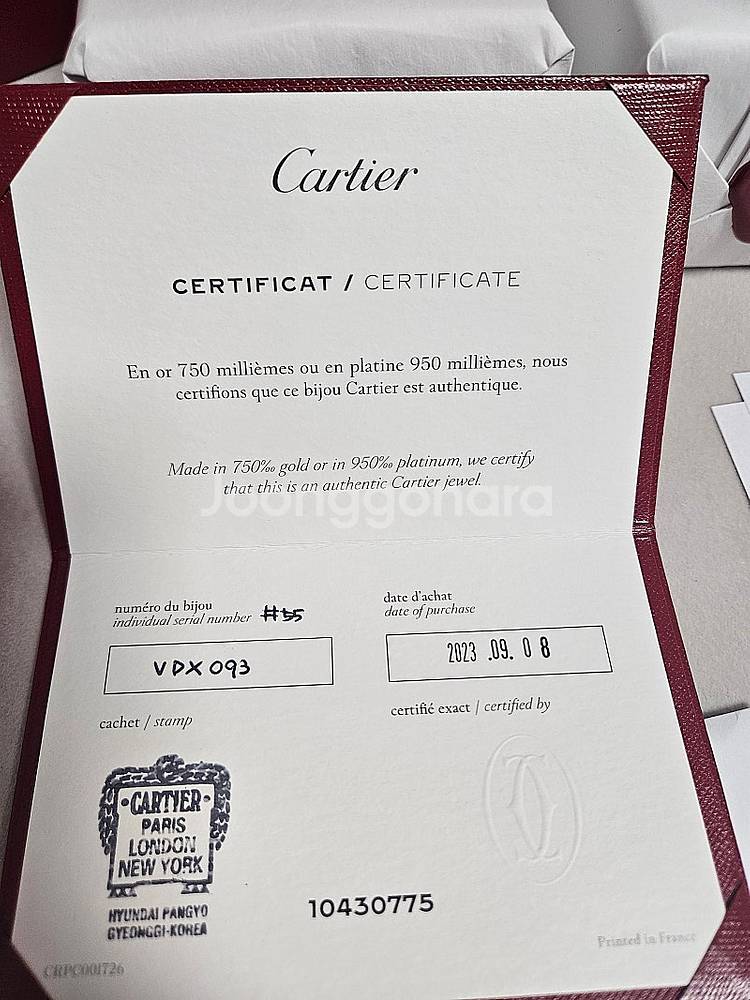 Cartier
CERTIFICAT / CERTIFICATE
En or 750 millièmes ou en platine 950 millièmes, nous
certifions que ce bijou Cartier est authentique.
Made in 750‰ gold or in 950‰ platinum, we certify
that this is an authentic Cartier jewel.
Joonggonara
numéro du bijou
individual serial number #55
VDX093
date d'achat
date of purchase
2023 .09. 0 8
cachet / stamp
certifié exact / certified by
CARTIER
PARIS
LONDON
NEW YORK
HYUNDAI PANGYO
GYEONGGI-KOREA
10430775
CRPC001726
Printed in France